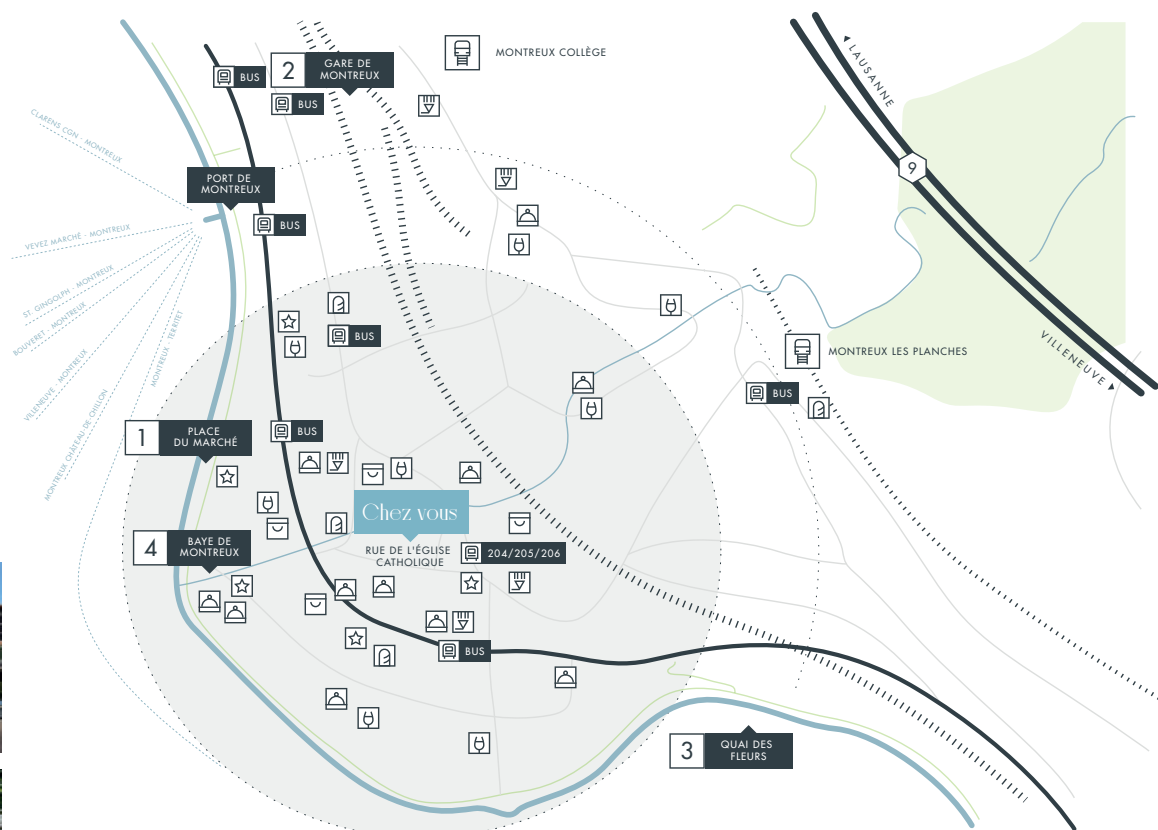 MONTREUX COLLÈGE
LAUSANNE
2
GARE DE
MONTREUX
BUS
BUS
CLARENS CGN - MONTREUX
9
PORT DE
MONTREUX
BUS
VEVEZ MARCHÉ - MONTREUX
ST. GINGOLPH - MONTREUX
BOUVERET - MONTREUX
VILLENEUVE - MONTREUX
MONTREUX - TERRITET
MONTREUX CHÂTEAU DE CHILLON
BUS
VILLENEUVE
MONTREUX LES PLANCHES
BUS
1
PLACE
DU MARCHÉ
BUS
Chez vous
RUE DE L'ÉGLISE
CATHOLIQUE
204/205/206
4
BAYE DE
MONTREUX
BUS
3
QUAI DES
FLEURS